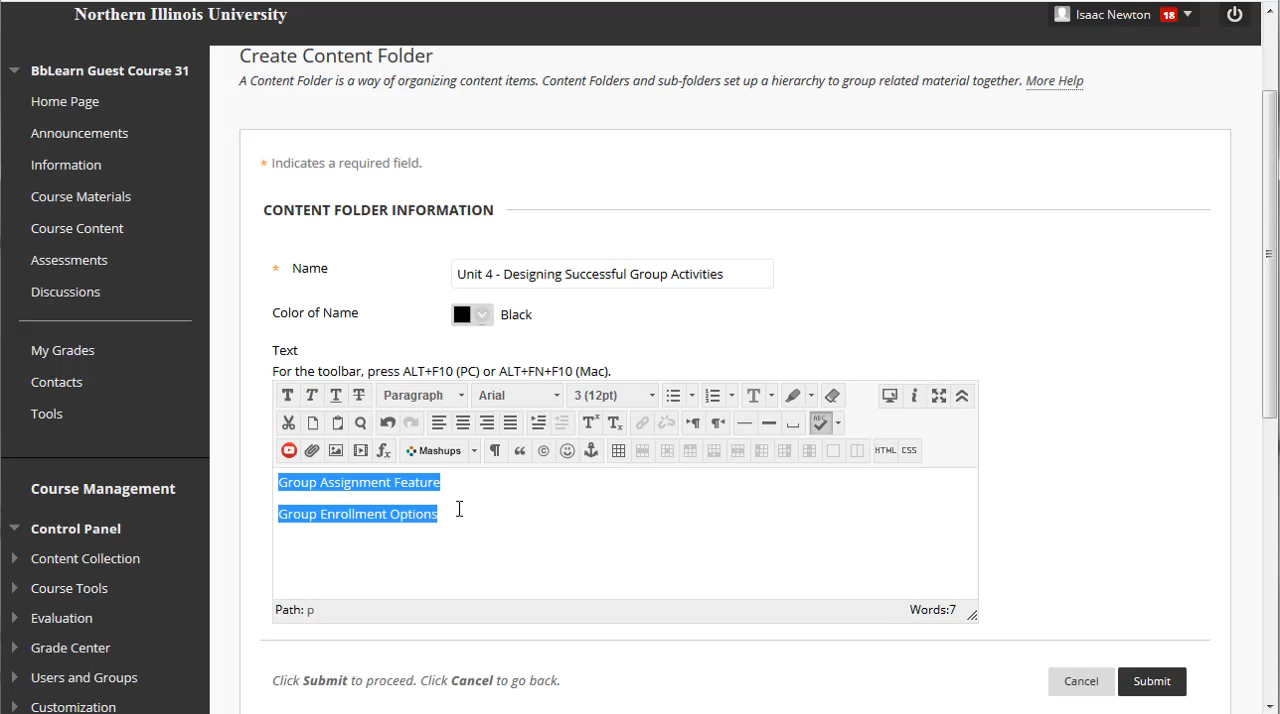 Northern Illinois University
Isaac Newton 18
BbLearn Guest Course 31
Home Page
Announcements
Information
Course Materials
Course Content
Assessments
Discussions
My Grades
Contacts
Tools
Course Management
Control Panel
Content Collection
Course Tools
Evaluation
Grade Center
Users and Groups
Customization
Create Content Folder
A Content Folder is a way of organizing content items. Content Folders and sub-folders set up a hierarchy to group related material together. More Help
* Indicates a required field.
CONTENT FOLDER INFORMATION
* Name Unit 4 - Designing Successful Group Activities
Color of Name Black
Text
For the toolbar, press ALT+F10 (PC) or ALT+FN+F10 (Mac).
T T T T Paragraph Arial 3 (12pt) T
Tx Tx ABC
fx Mashups HTML CSS
Group Assignment Feature
Group Enrollment Options
Path: p Words:7
Click Submit to proceed. Click Cancel to go back.
Cancel Submit